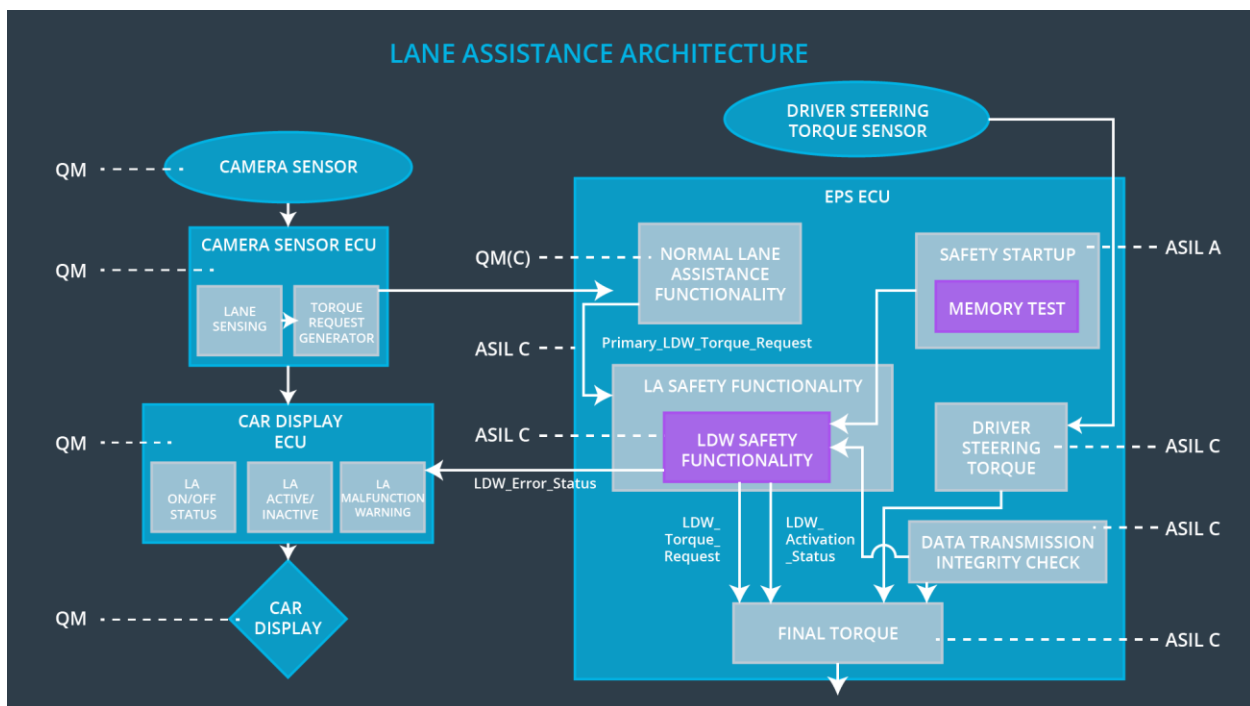 LANE ASSISTANCE ARCHITECTURE
DRIVER STEERING
TORQUE SENSOR
QM
CAMERA SENSOR
EPS ECU
CAMERA SENSOR ECU
QM
LANE
SENSING
TORQUE
REQUEST
GENERATOR
QM(C)
NORMAL LANE
ASSISTANCE
FUNCTIONALITY
SAFETY STARTUP
ASIL A
MEMORY TEST
ASIL C
Primary_LDW_Torque_Request
LA SAFETY FUNCTIONALITY
CAR DISPLAY
ECU
QM
LA
ON/OFF
STATUS
LA
ACTIVE/
INACTIVE
LA
MALFUNCTION
WARNING
ASIL C
LDW SAFETY
FUNCTIONALITY
DRIVER
STEERING
TORQUE
ASIL C
LDW_Error_Status
LDW_
Torque_
Request
LDW_
Activation
_Status
DATA TRANSMISSION
INTEGRITY CHECK
ASIL C
QM
CAR
DISPLAY
FINAL TORQUE
ASIL C